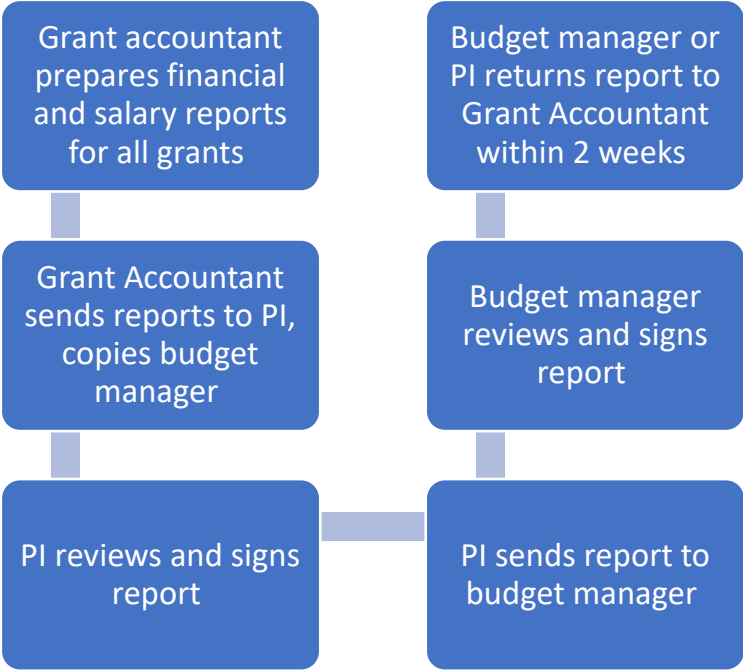 Grant accountant
prepares financial
and salary reports
for all grants
Grant Accountant
sends reports to PI,
copies budget
manager
PI reviews and signs
report
PI sends report to
budget manager
Budget manager
reviews and signs
report
Budget manager or
PI returns report to
Grant Accountant
within 2 weeks